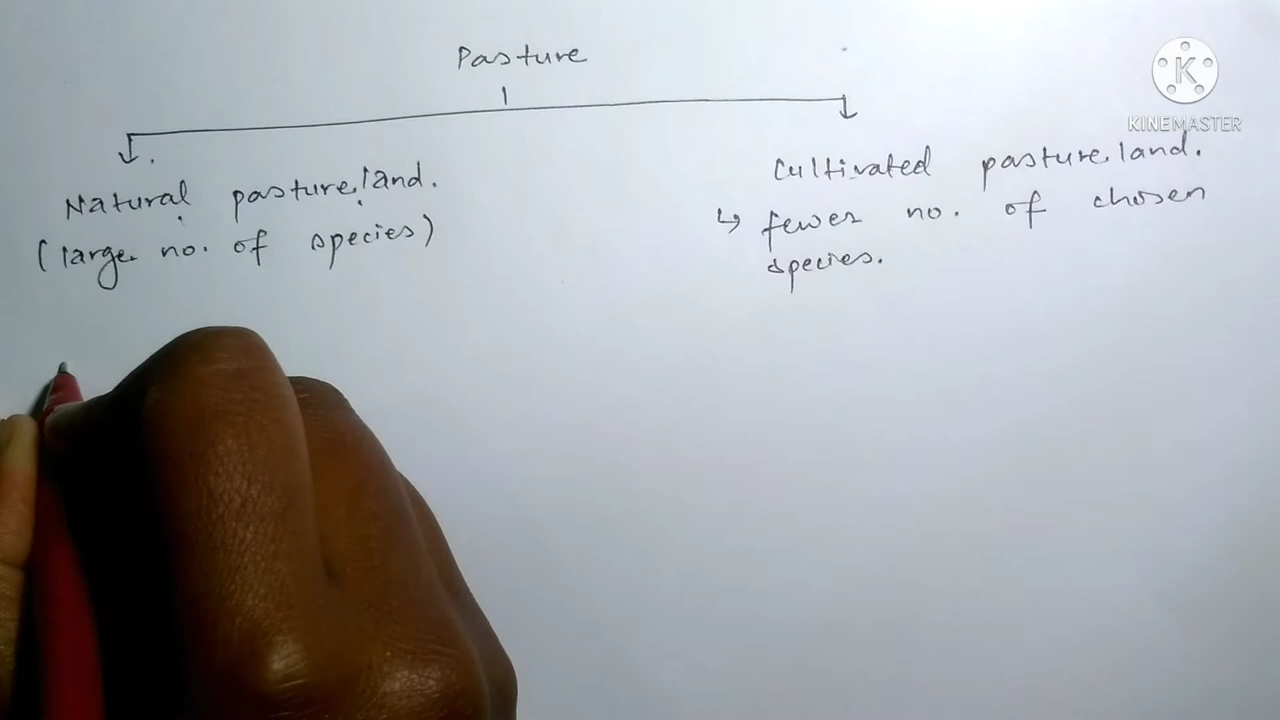 Pasture
Natural pasture land.
(large no. of species)
Cultivated pasture land.
↳ fewer no. of chosen
species.
K
KINEMASTER